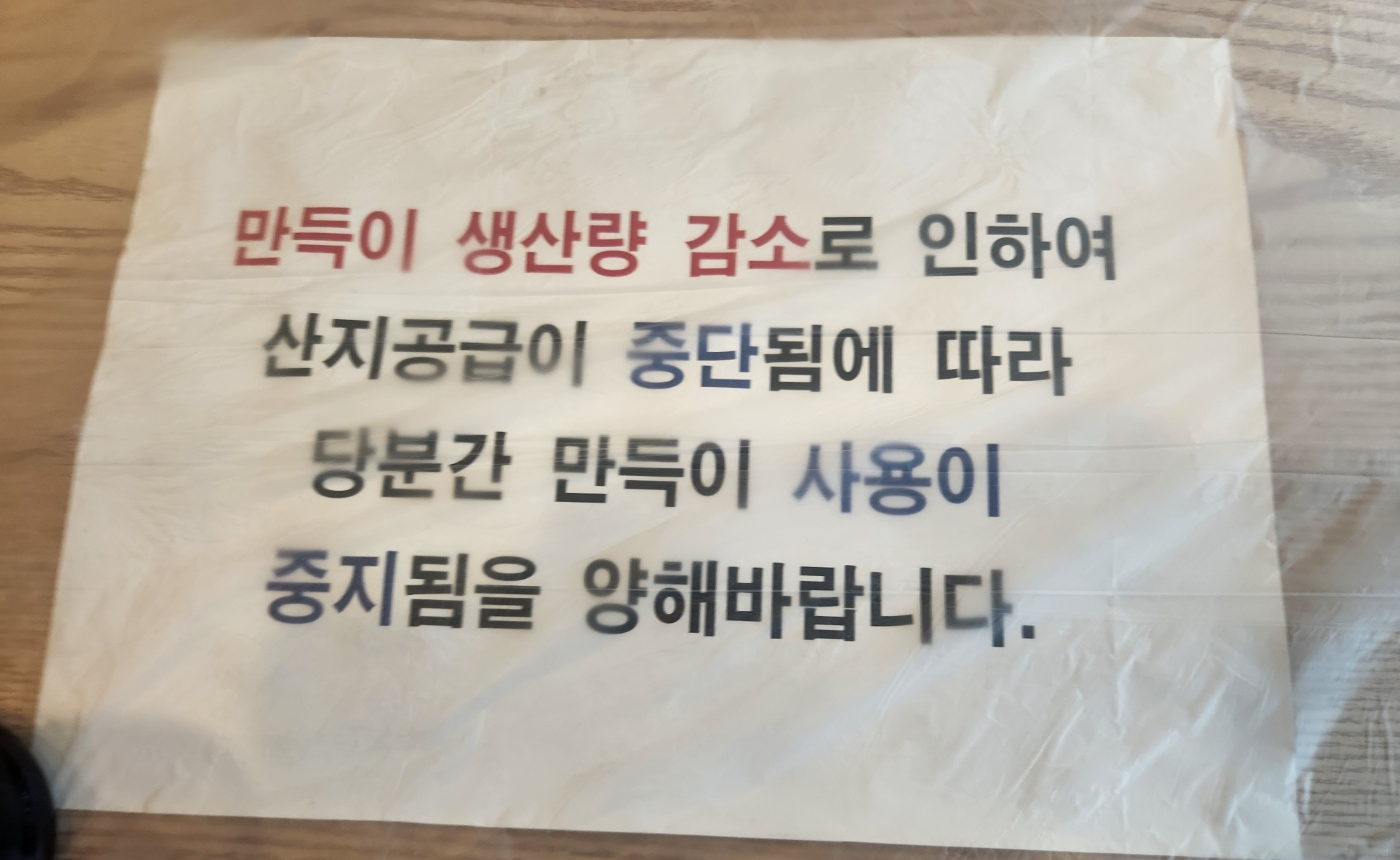 만득이 생산량 감소로 인하여
산지공급이 중단됨에 따라
당분간 만득이 사용이
중지됨을 양해바랍니다.